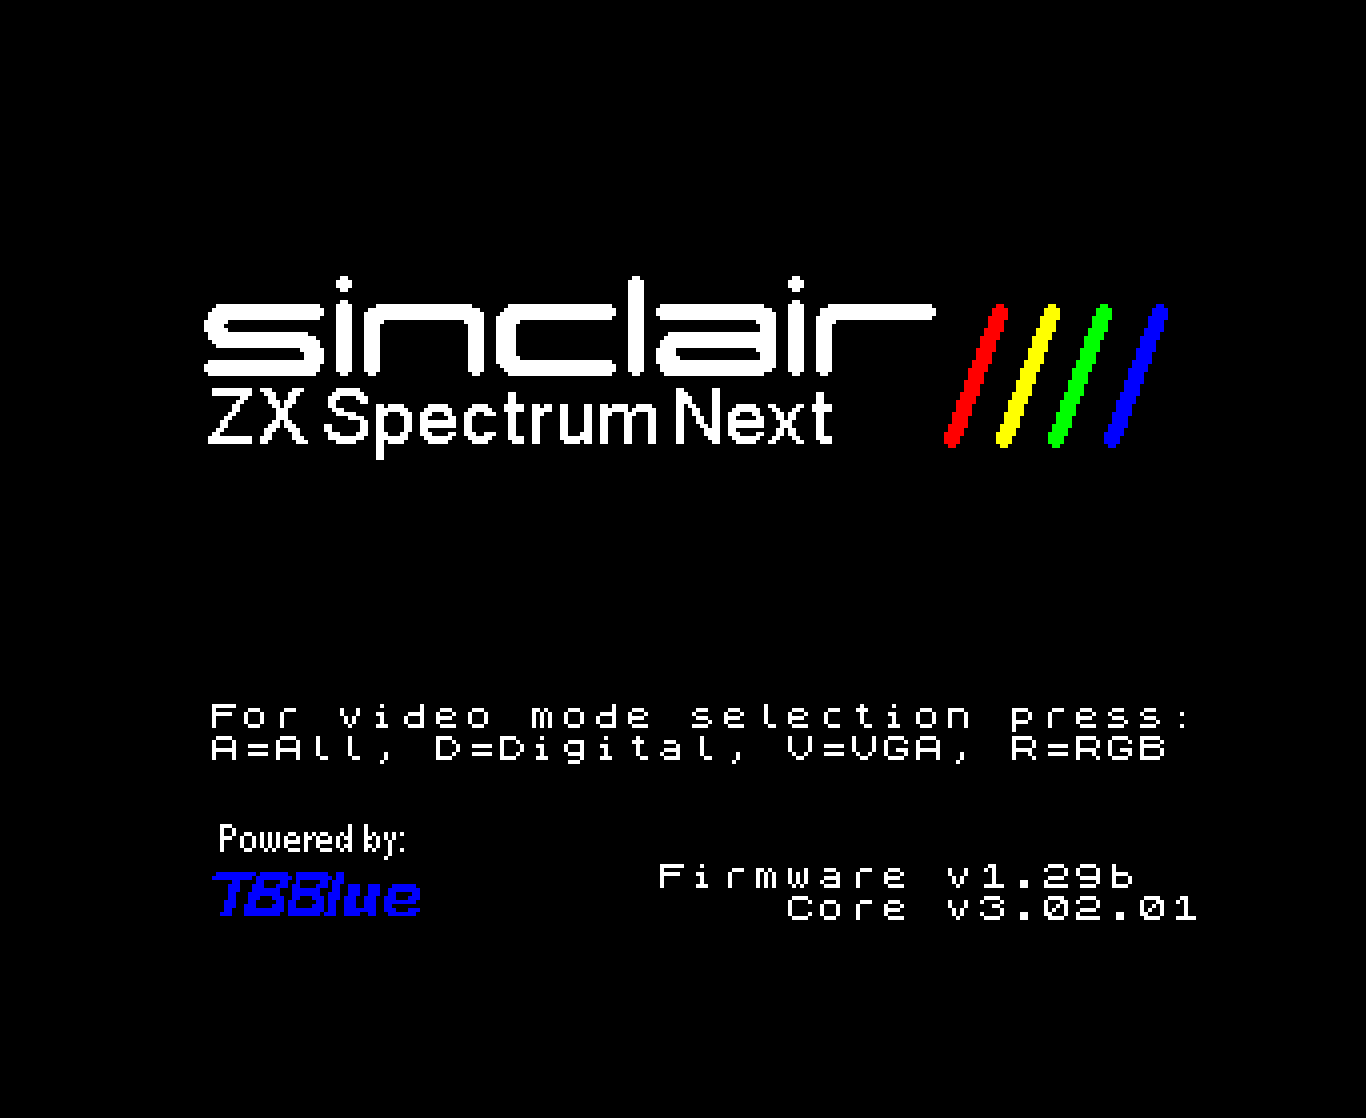 sinclair
ZX Spectrum Next
For video mode selection press:
A=All, D=Digital, V=VGA, R=RGB
Powered by:
TBBlue
Firmware v1.29b
Core v3.02.01